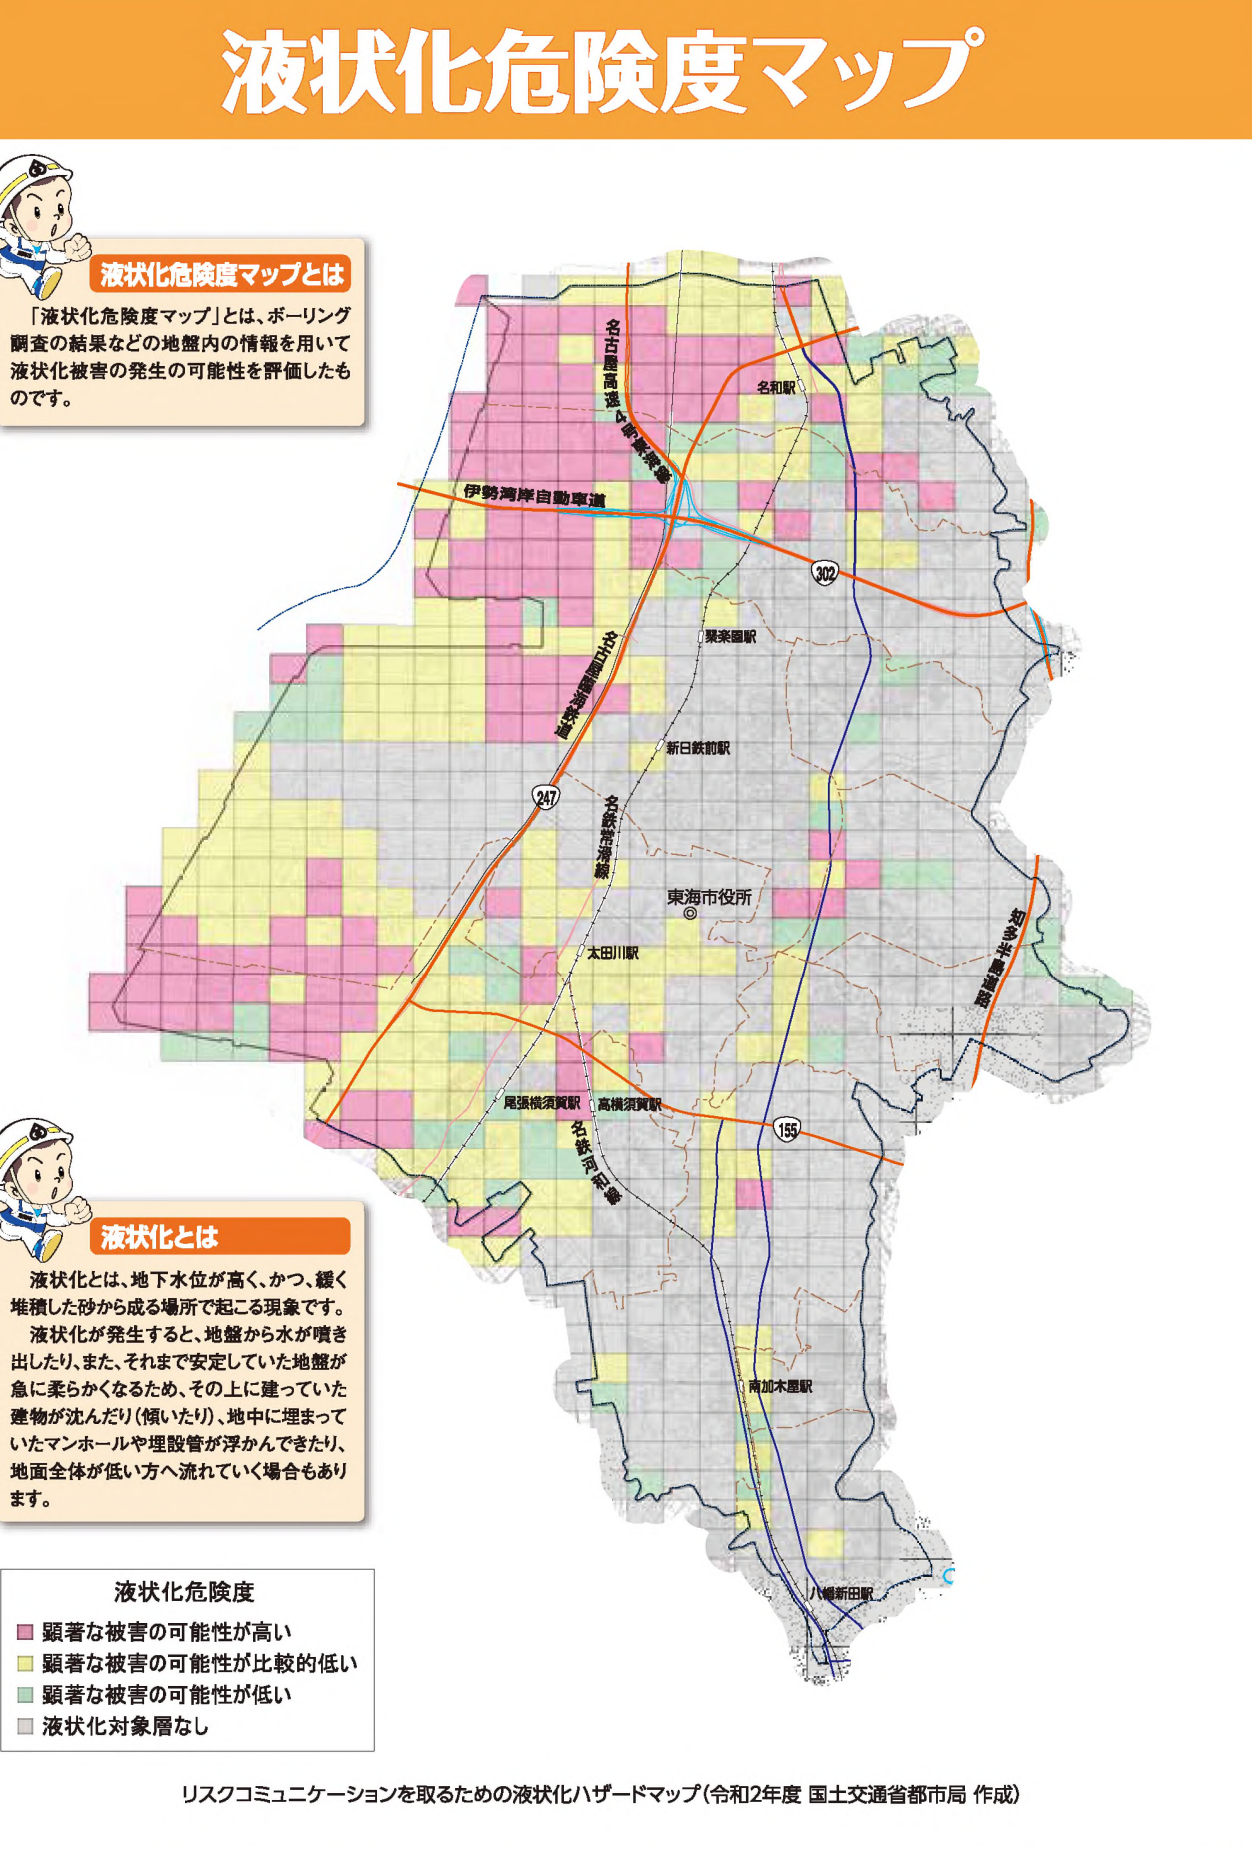 液状化危険度マップ
液状化危険度マップとは
「液状化危険度マップ」とは、ボーリング
調査の結果などの地盤内の情報を用いて
液状化被害の発生の可能性を評価したも
のです。
名古屋高速4号東海線
名和駅
伊勢湾岸自動車道
302
聚楽園駅
名古屋臨海鉄道
新日鉄前駅
247
名鉄常滑線
東海市役所
太田川駅
知多半島道路
尾張横須賀駅
高横須賀駅
155
名鉄河和線
南加木屋駅
八幡新田駅
液状化とは
液状化とは、地下水位が高く、かつ、緩く
堆積した砂から成る場所で起こる現象です。
液状化が発生すると、地盤から水が噴き
出したり、また、それまで安定していた地盤が
急に柔らかくなるため、その上に建っていた
建物が沈んだり(傾いたり)、地中に埋まって
いたマンホールや埋設管が浮かんできたり、
地面全体が低い方へ流れていく場合もあり
ます。
液状化危険度
顕著な被害の可能性が高い
顕著な被害の可能性が比較的低い
顕著な被害の可能性が低い
液状化対象層なし
リスクコミュニケーションを取るための液状化ハザードマップ(令和2年度 国土交通省都市局 作成)